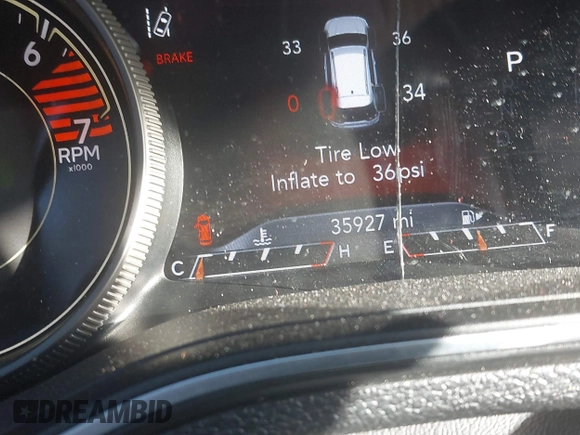 33 36
6
BRAKE
P
0 34
7
RPM
x1000
Tire Low
Inflate to 36psi
35927 mi
C H E F
DREAMBID